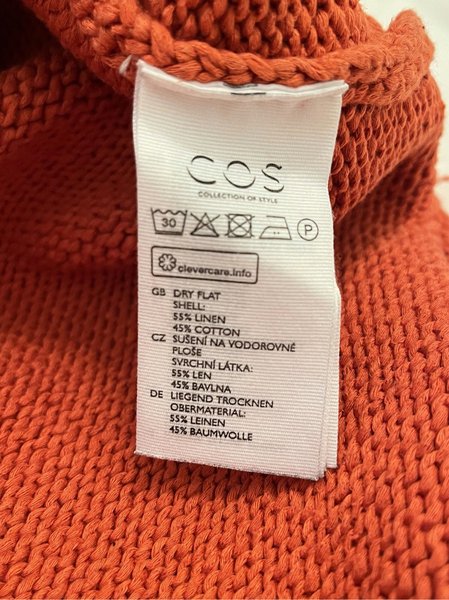 COS
COLLECTION OF STYLE
30 P
clevercare.info
GB DRY FLAT
SHELL:
55% LINEN
45% COTTON
CZ SUŠENÍ NA VODOROVNÉ
PLOŠE
SVRCHNÍ LÁTKA:
55% LEN
45% BAVLNA
DE LIEGEND TROCKNEN
OBERMATERIAL:
55% LEINEN
45% BAUMWOLLE